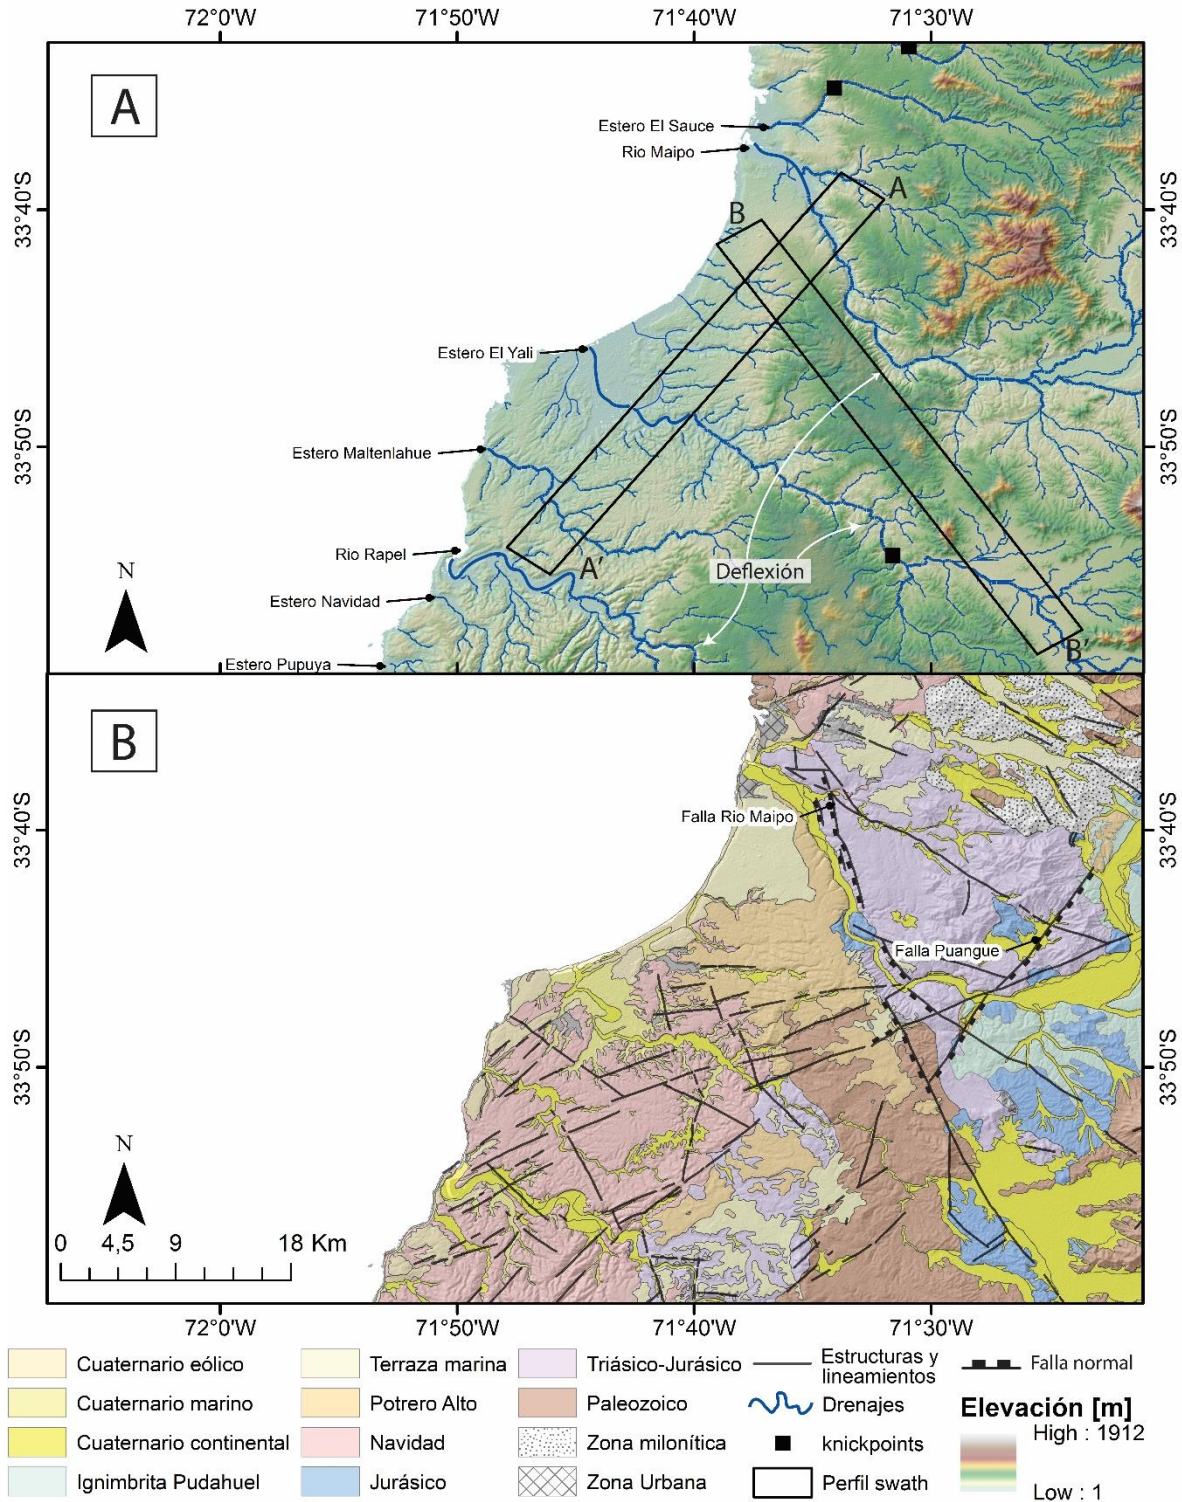 72°0'W
71°50'W
71°40'W
71°30'W
A
Estero El Sauce
Rio Maipo
33°40'S
33°40'S
A
B
Estero El Yali
33°50'S
33°50'S
Estero Maltenlahue
Rio Rapel
Deflexión
A'
N
Estero Navidad
B'
Estero Pupuya
B
33°40'S
33°40'S
Falla Rio Maipo
Falla Puangue
33°50'S
33°50'S
N
0 4,5 9 18 Km
72°0'W
71°50'W
71°40'W
71°30'W
Cuaternario eólico
Cuaternario marino
Cuaternario continental
Ignimbrita Pudahuel
Terraza marina
Potrero Alto
Navidad
Jurásico
Triásico-Jurásico
Paleozoico
Zona milonítica
Zona Urbana
Estructuras y
lineamientos
Drenajes
knickpoints
Perfil swath
Falla normal
Elevación [m]
High : 1912
Low : 1